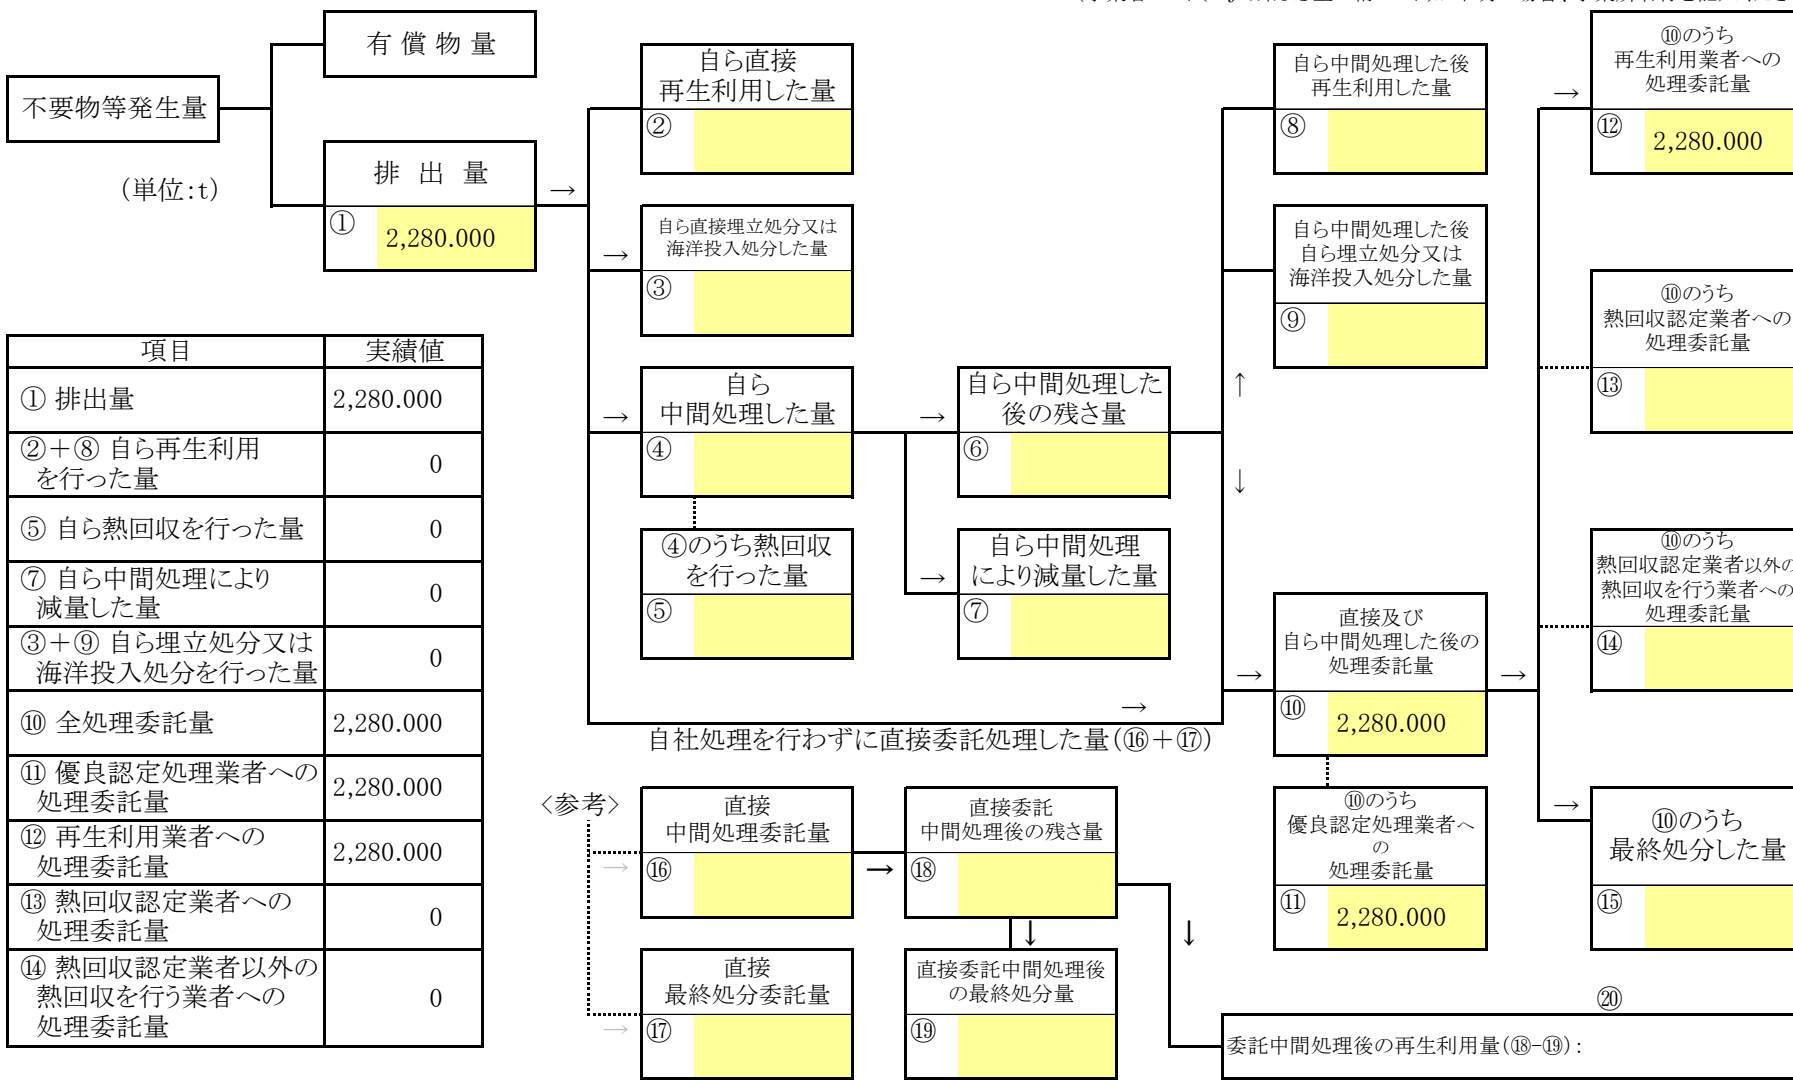 有 償 物 量
不要物等発生量
(単位:t)
排 出 量
→
① 2,280.000
自ら直接
再生利用した量
②
→
自ら直接埋立処分又は
海洋投入処分した量
③
→
自ら
中間処理した量
④
④のうち熱回収
を行った量
⑤
→
自ら中間処理した
後の残さ量
⑥
→
自ら中間処理
により減量した量
⑦
自ら中間処理した後
再生利用した量
⑧
自ら中間処理した後
自ら埋立処分又は
海洋投入処分した量
⑨
↑
↓
→
直接及び
自ら中間処理した後の
処理委託量
⑩ 2,280.000
→
自社処理を行わずに直接委託処理した量(⑯+⑰)
⑩のうち
優良認定処理業者へ
の
処理委託量
⑪ 2,280.000
→
→
⑩のうち
再生利用業者への
処理委託量
⑫ 2,280.000
⑩のうち
熱回収認定業者への
処理委託量
⑬
⑩のうち
熱回収認定業者以外の
熱回収を行う業者への
処理委託量
⑭
→
⑩のうち
最終処分した量
⑮
項目 実績値
① 排出量 2,280.000
②+⑧ 自ら再生利用
を行った量 0
⑤ 自ら熱回収を行った量 0
⑦ 自ら中間処理により
減量した量 0
③+⑨ 自ら埋立処分又は
海洋投入処分を行った量 0
⑩ 全処理委託量 2,280.000
⑪ 優良認定処理業者への
処理委託量 2,280.000
⑫ 再生利用業者への
処理委託量 2,280.000
⑬ 熱回収認定業者への
処理委託量 0
⑭ 熱回収認定業者以外の
熱回収を行う業者への
処理委託量 0
<参考>
→
直接
中間処理委託量
⑯
→
直接委託
中間処理後の残さ量
⑱
→
直接
最終処分委託量
⑰
↓
直接委託中間処理後
の最終処分量
⑲
↓
⑳
委託中間処理後の再生利用量(⑱-⑲):